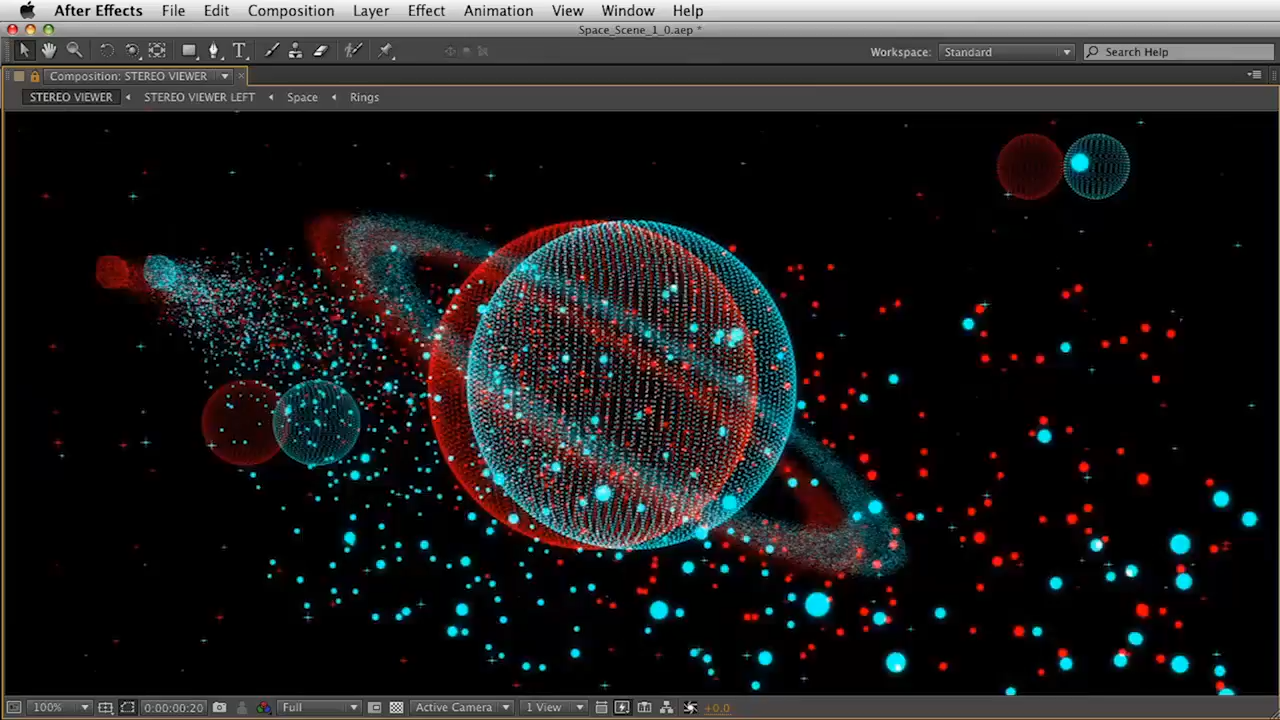 After Effects File Edit Composition Layer Effect Animation View Window Help
Space_Scene_1_0.aep *
Workspace: Standard Search Help
Composition: STEREO VIEWER
STEREO VIEWER STEREO VIEWER LEFT Space Rings
100% 0:00:00:20 Full Active Camera 1 View +0.0